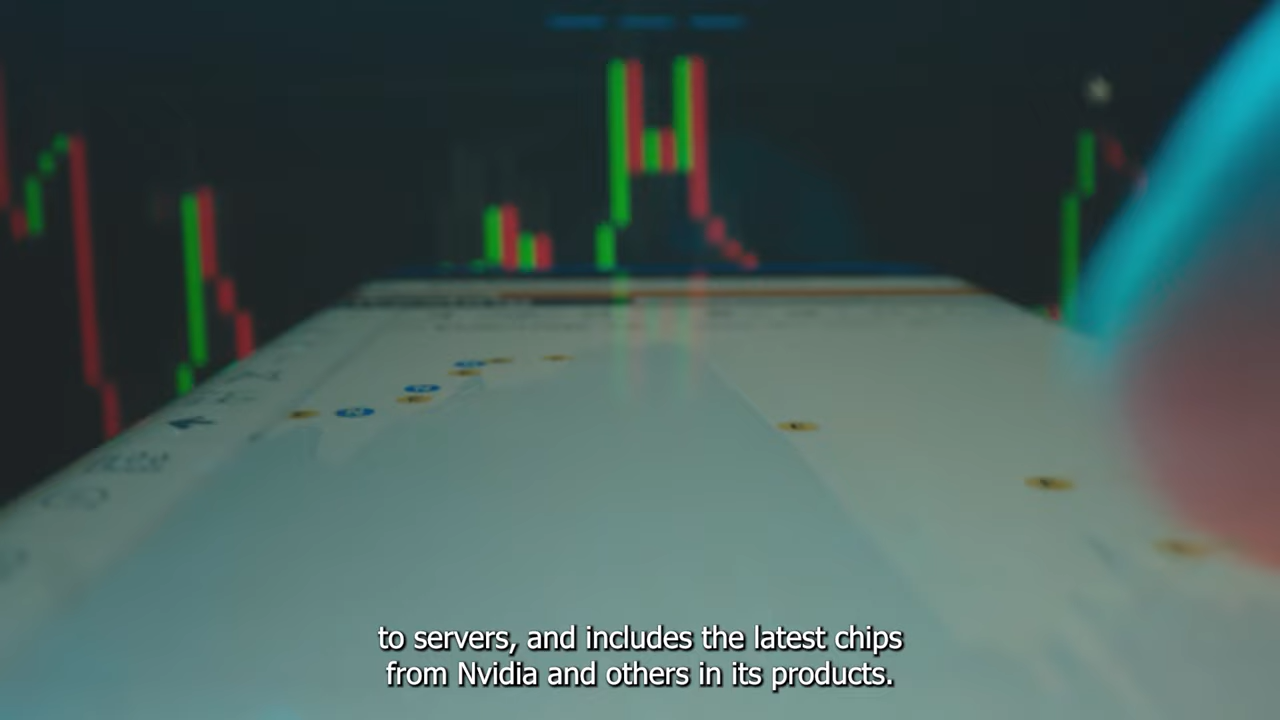 to servers, and includes the latest chips
from Nvidia and others in its products.